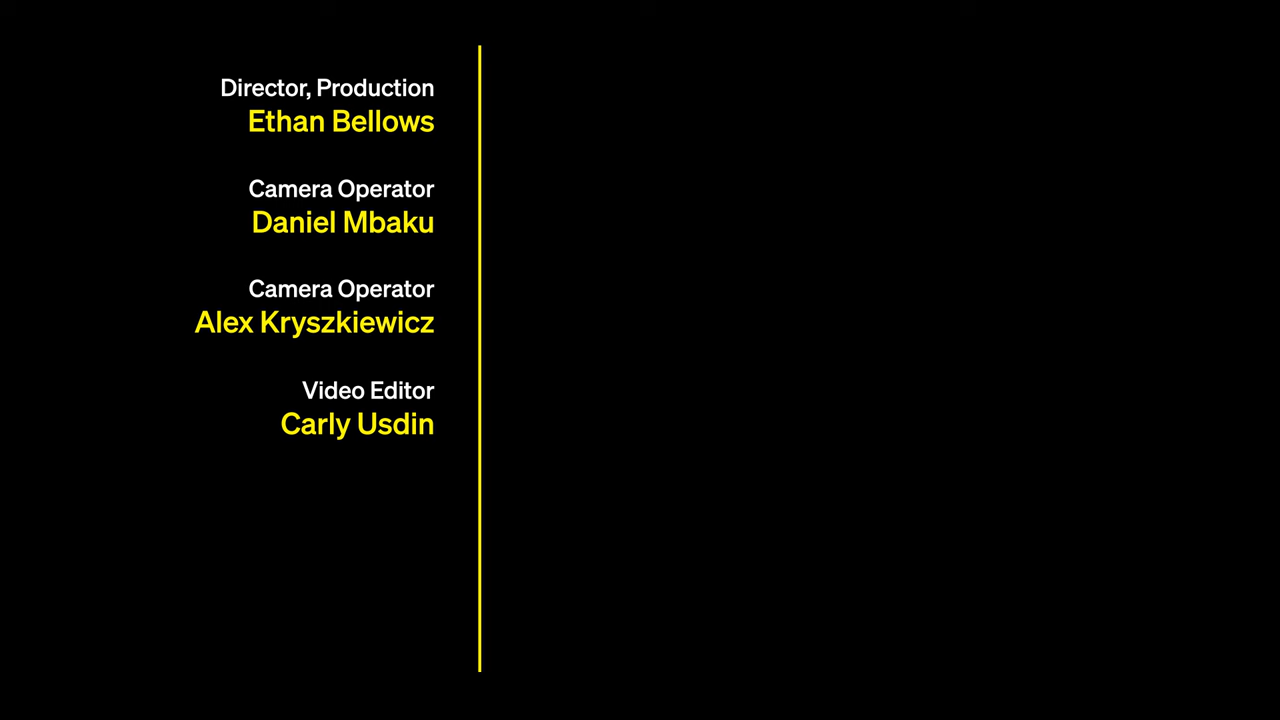 Director, Production
Ethan Bellows
Camera Operator
Daniel Mbaku
Camera Operator
Alex Kryszkiewicz
Video Editor
Carly Usdin